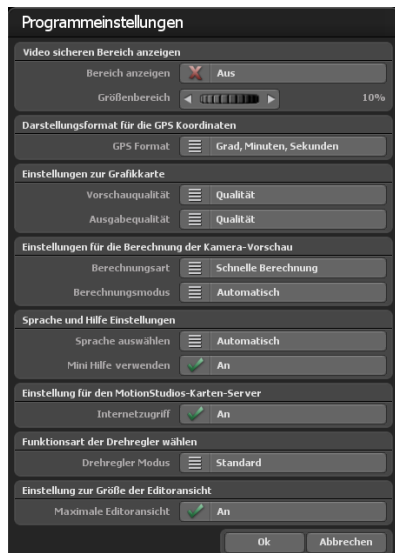 Programmeinstellungen
Video sicheren Bereich anzeigen
Bereich anzeigen Aus
Größenbereich 10%
Darstellungsformat für die GPS Koordinaten
GPS Format Grad, Minuten, Sekunden
Einstellungen zur Grafikkarte
Vorschauqualität Qualität
Ausgabequalität Qualität
Einstellungen für die Berechnung der Kamera-Vorschau
Berechnungsart Schnelle Berechnung
Berechnungsmodus Automatisch
Sprache und Hilfe Einstellungen
Sprache auswählen Automatisch
Mini Hilfe verwenden An
Einstellung für den MotionStudios-Karten-Server
Internetzugriff An
Funktionsart der Drehregler wählen
Drehregler Modus Standard
Einstellung zur Größe der Editoransicht
Maximale Editoransicht An
Ok Abbrechen